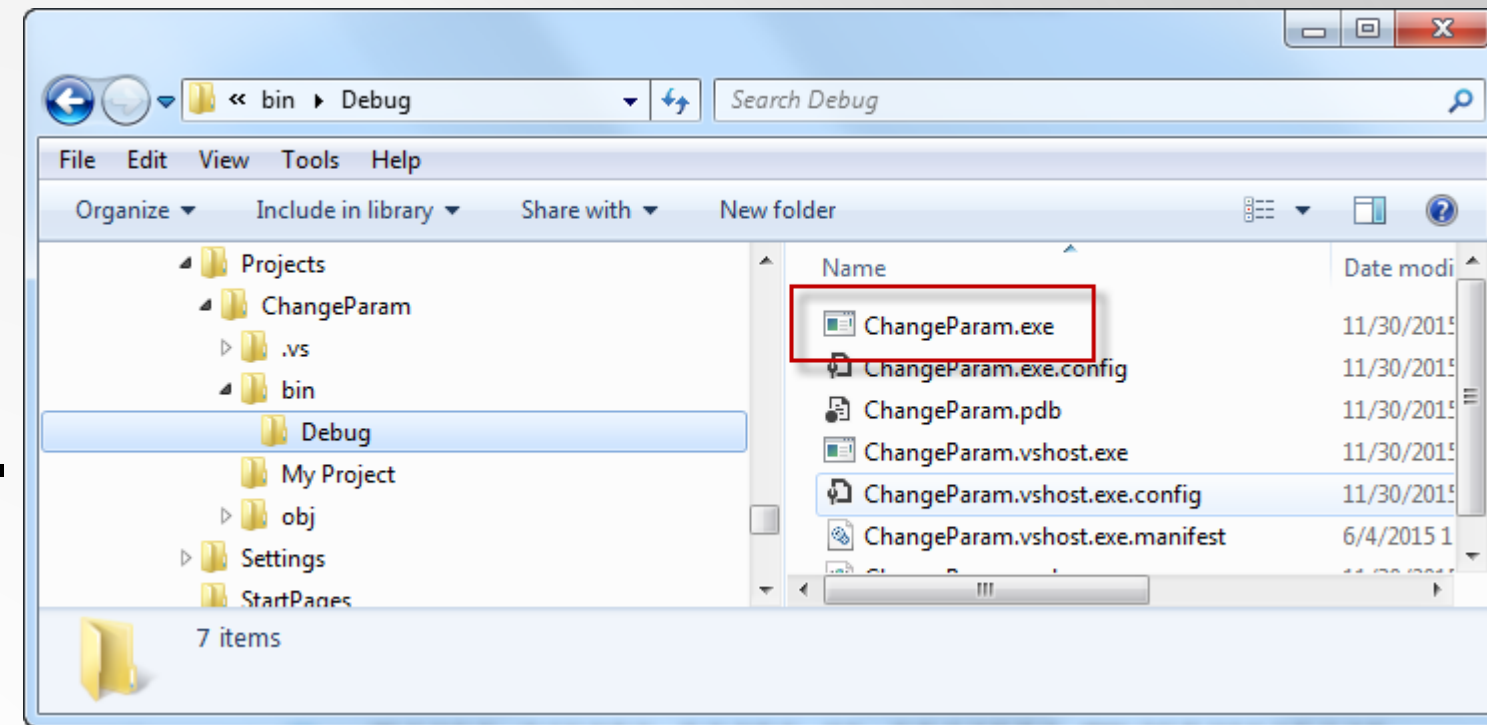 « bin Debug
Search Debug
File Edit View Tools Help
Organize Include in library Share with New folder
Projects
ChangeParam
.vs
bin
Debug
My Project
obj
Settings
StartPages
Name Date modi
ChangeParam.exe 11/30/2015
ChangeParam.exe.config 11/30/2015
ChangeParam.pdb 11/30/2015
ChangeParam.vshost.exe 11/30/2015
ChangeParam.vshost.exe.config 11/30/2015
ChangeParam.vshost.exe.manifest 6/4/2015 1
7 items